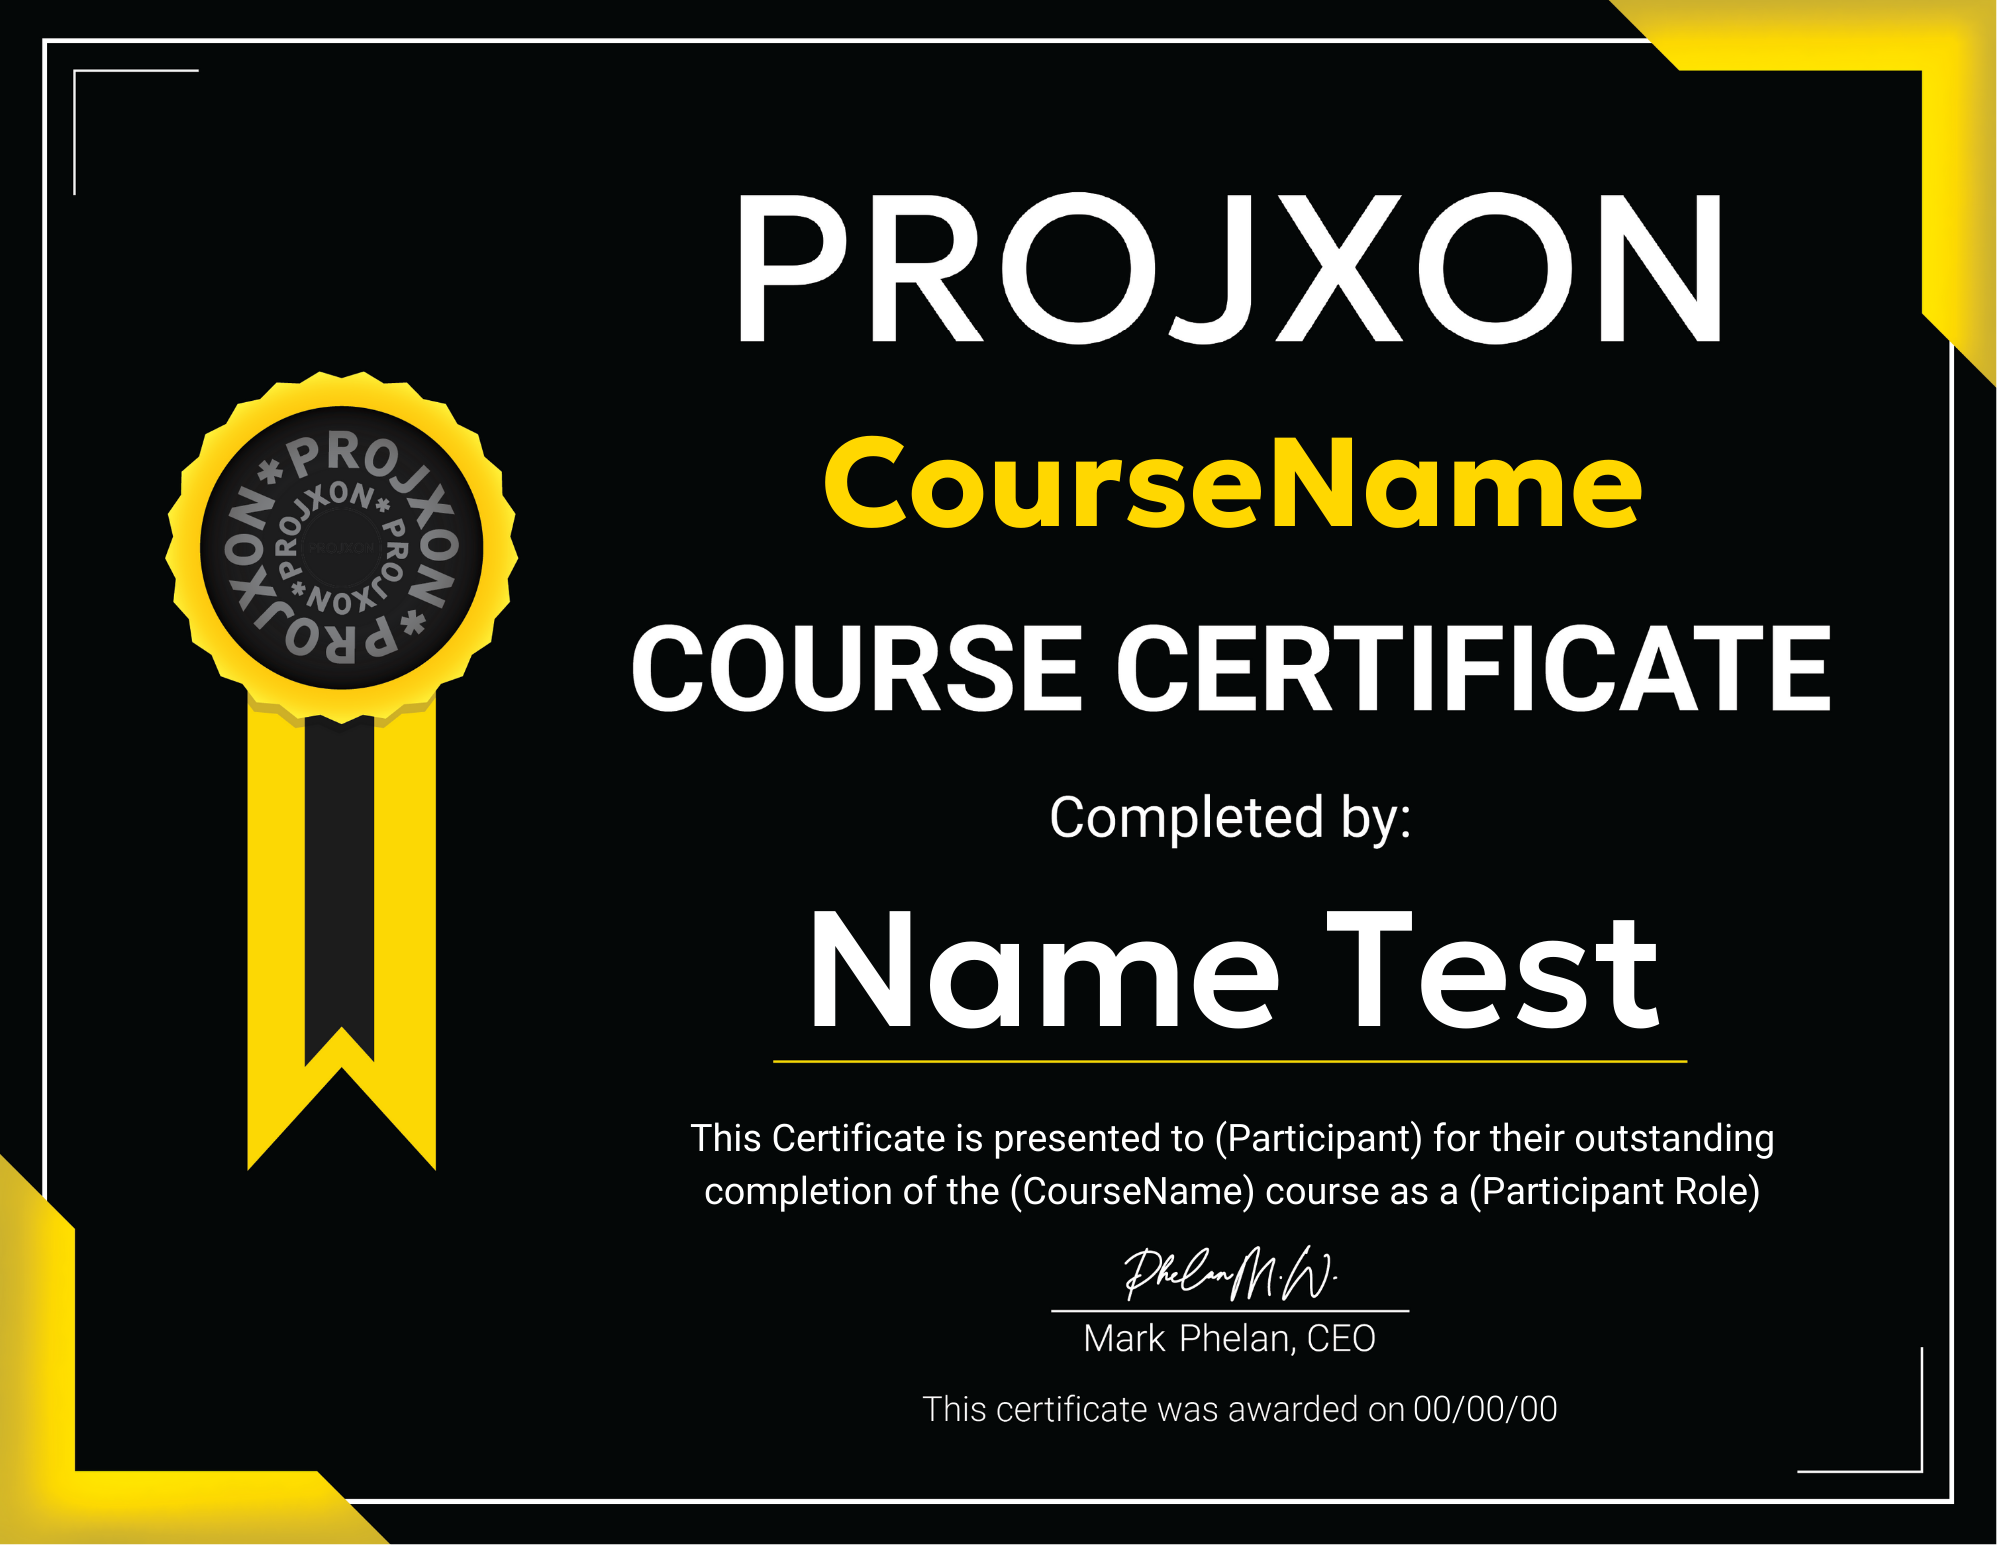 PROJXON
CourseName
COURSE CERTIFICATE
Completed by:
Name Test
This Certificate is presented to (Participant) for their outstanding
completion of the (CourseName) course as a (Participant Role)
Phelan M.W.
Mark Phelan, CEO
This certificate was awarded on 00/00/00
*PROJXON*PROJXON
PROJXON*PROJXON*
PROJXON